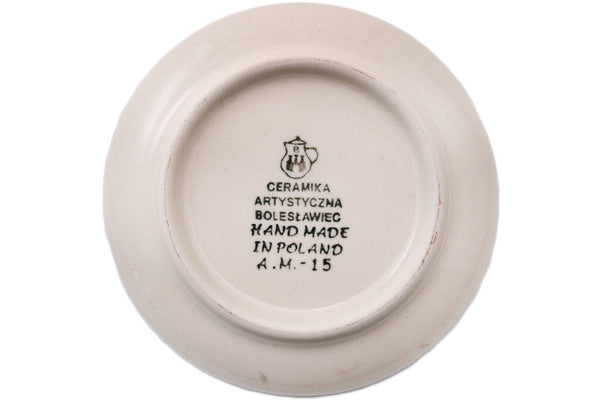 e
CERAMIKA
ARTYSTYCZNA
BOLESŁAWIEC
HAND MADE
IN POLAND
A.M.-15